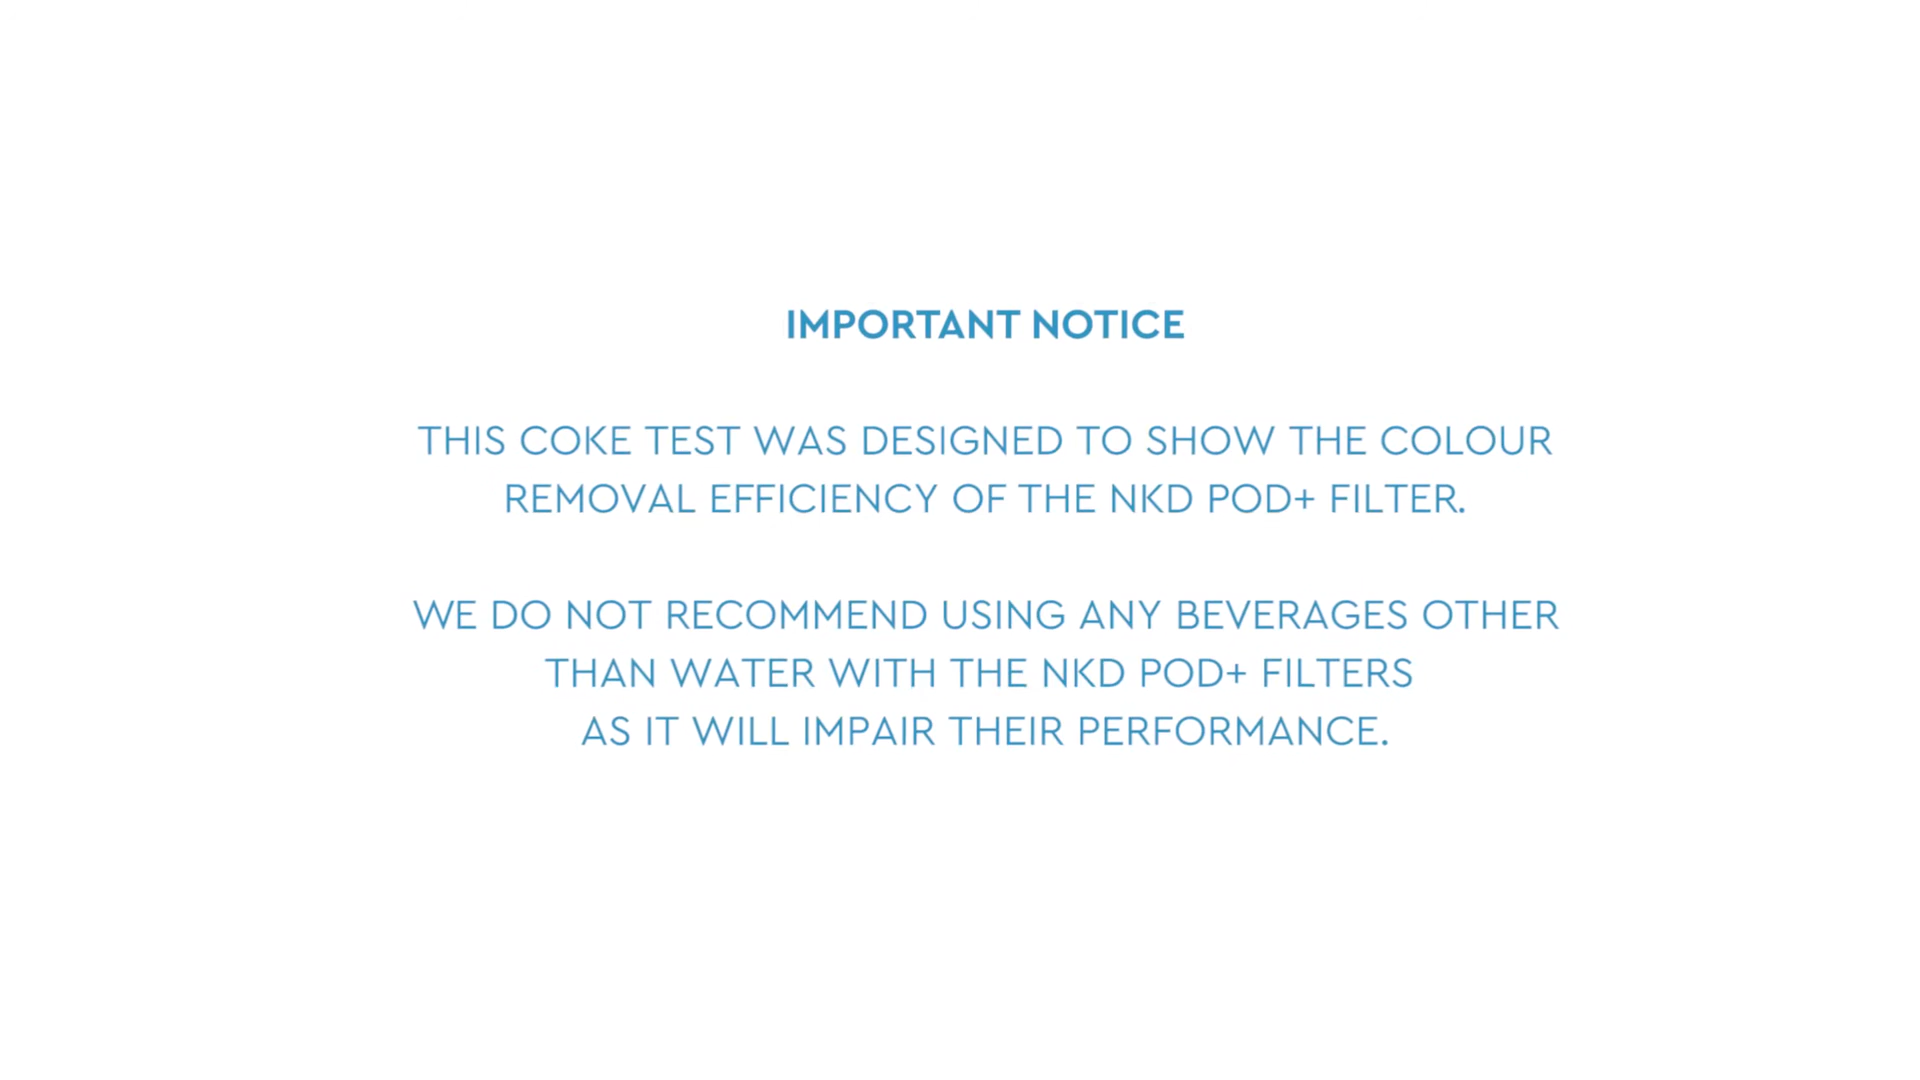 IMPORTANT NOTICE
THIS COKE TEST WAS DESIGNED TO SHOW THE COLOUR
REMOVAL EFFICIENCY OF THE NKD POD+ FILTER.
WE DO NOT RECOMMEND USING ANY BEVERAGES OTHER
THAN WATER WITH THE NKD POD+ FILTERS
AS IT WILL IMPAIR THEIR PERFORMANCE.